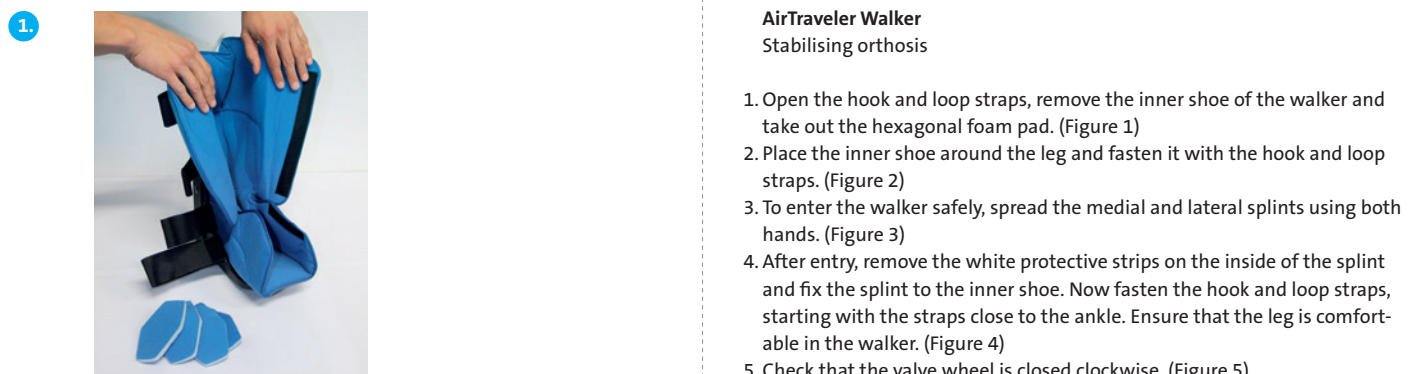 1.
AirTraveler Walker
Stabilising orthosis
1. Open the hook and loop straps, remove the inner shoe of the walker and
take out the hexagonal foam pad. (Figure 1)
2. Place the inner shoe around the leg and fasten it with the hook and loop
straps. (Figure 2)
3. To enter the walker safely, spread the medial and lateral splints using both
hands. (Figure 3)
4. After entry, remove the white protective strips on the inside of the splint
and fix the splint to the inner shoe. Now fasten the hook and loop straps,
starting with the straps close to the ankle. Ensure that the leg is comfort-
able in the walker. (Figure 4)
5. Check that the valve wheel is closed clockwise. (Figure 5)